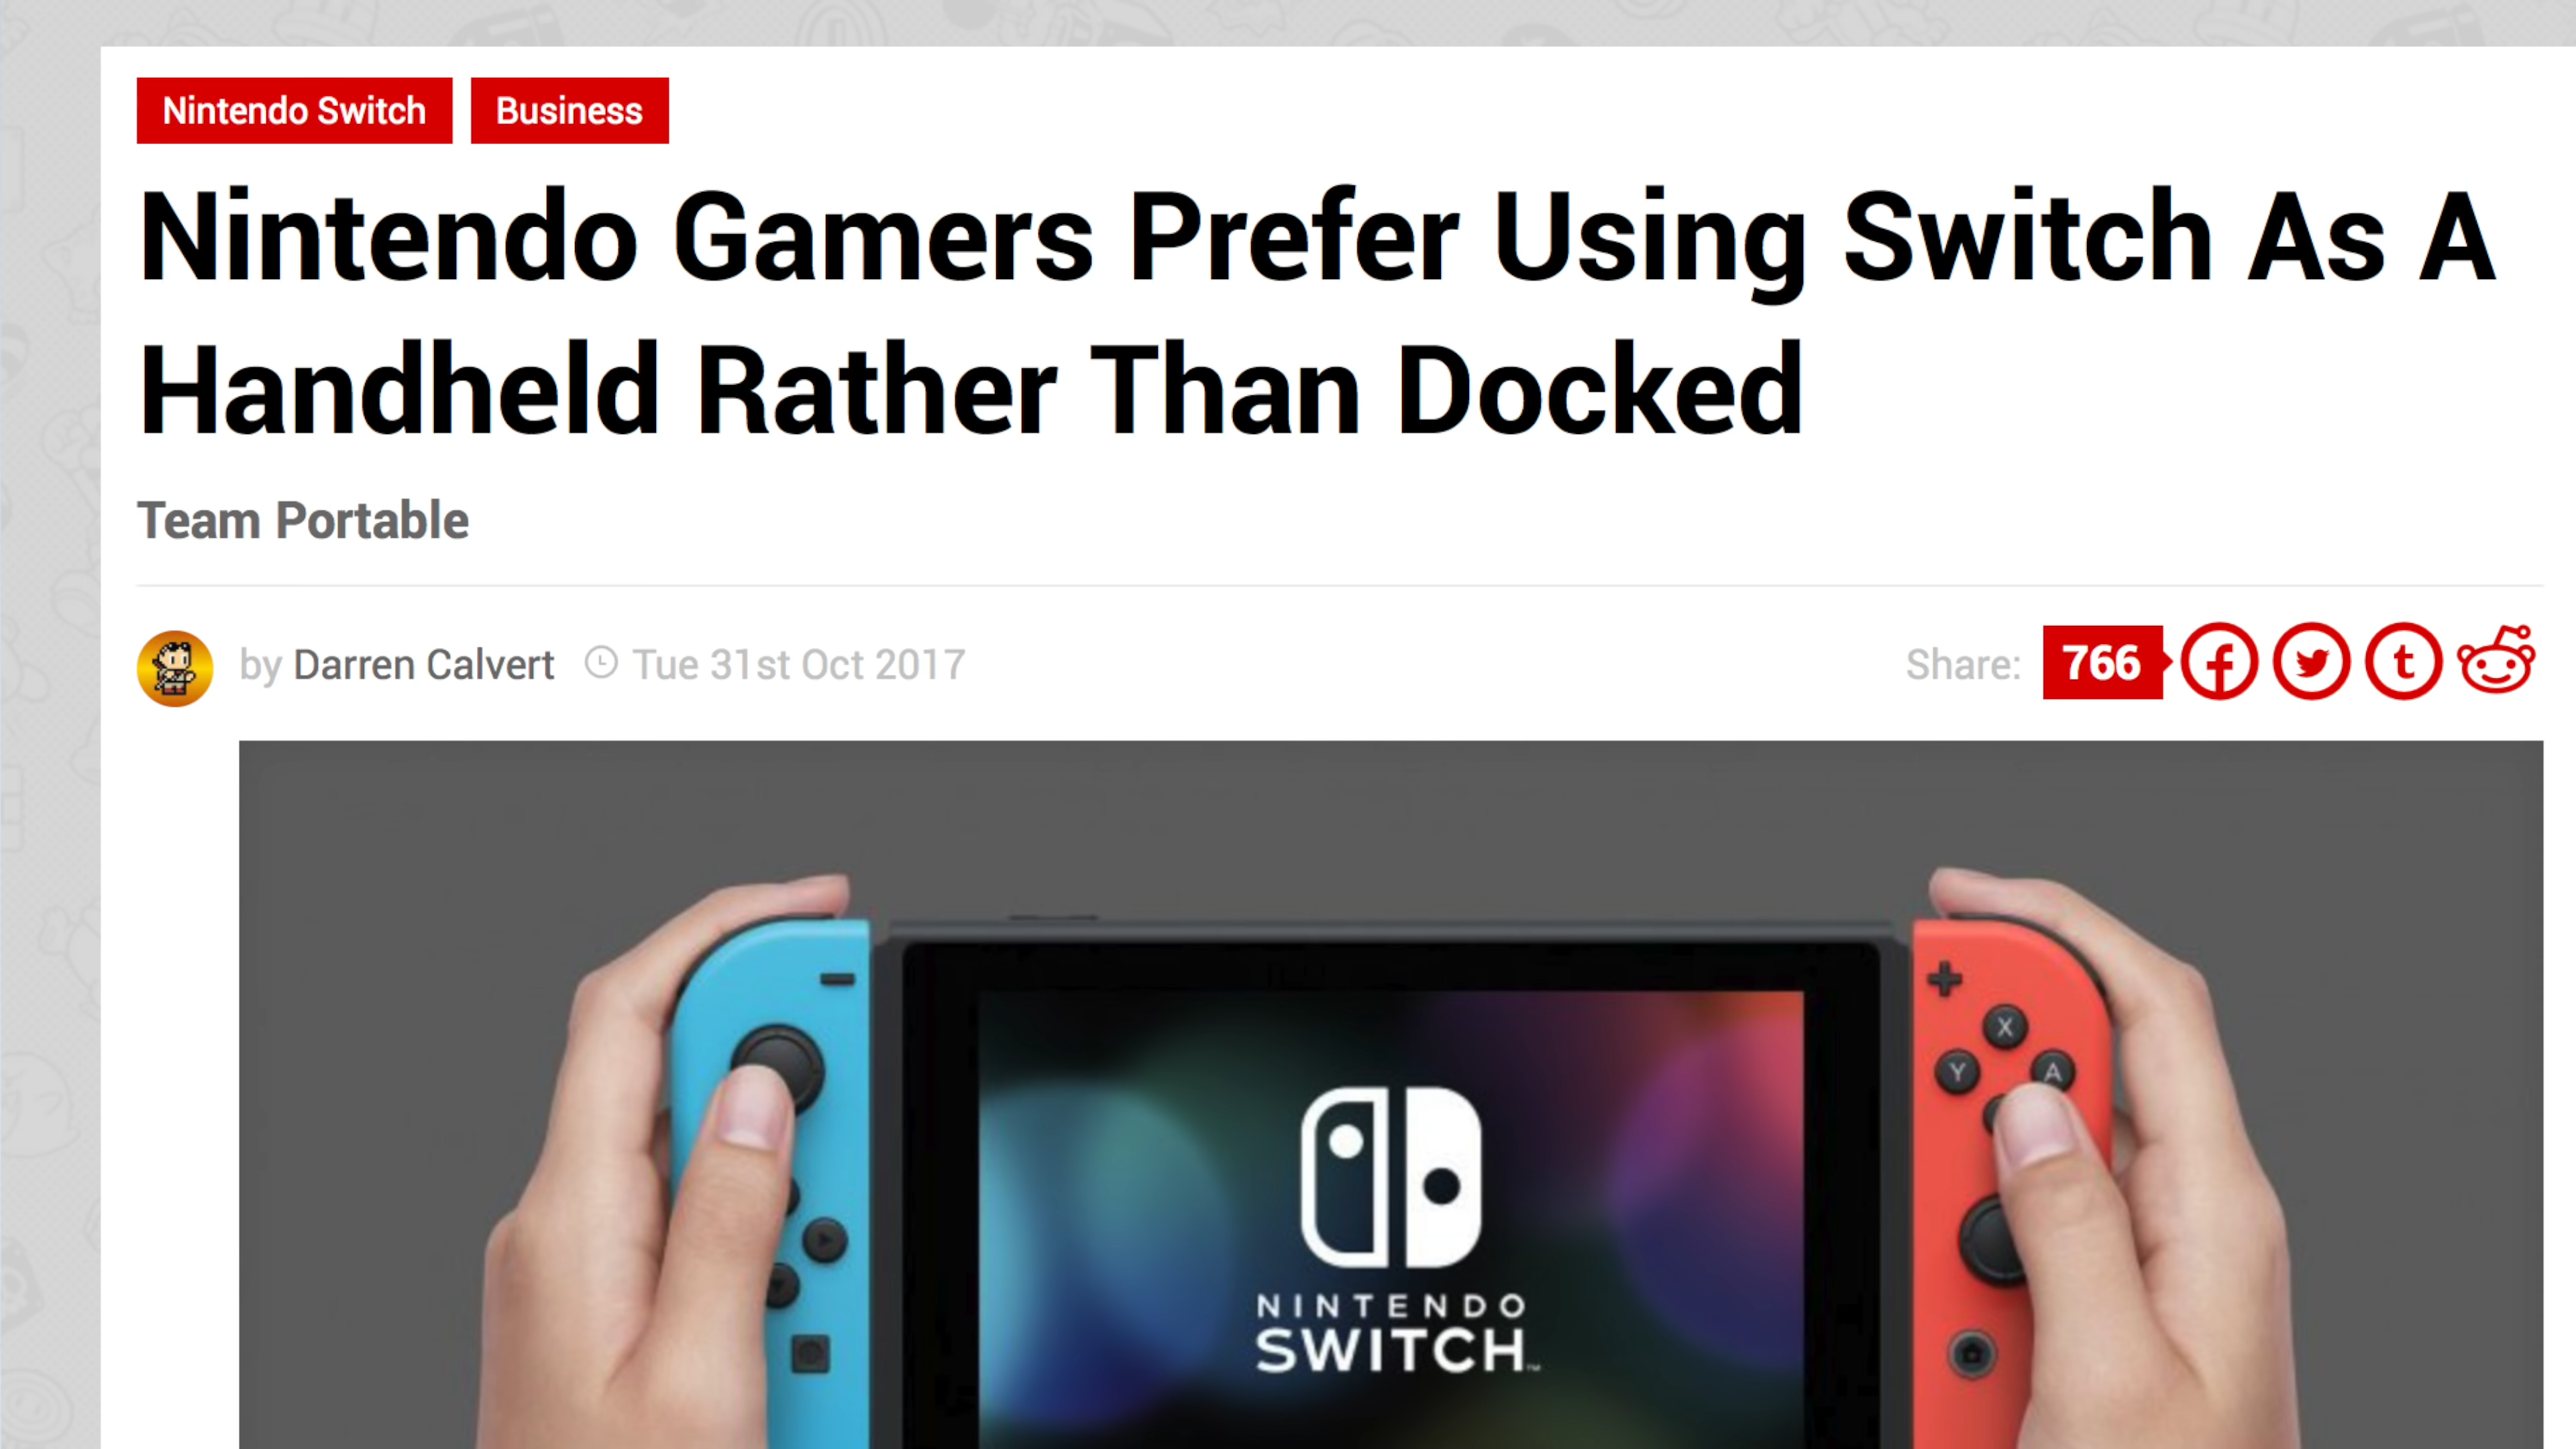 Nintendo Switch Business
Nintendo Gamers Prefer Using Switch As A
Handheld Rather Than Docked
Team Portable
by Darren Calvert Tue 31st Oct 2017 Share: 766
X
Y A
NINTENDO
SWITCH™